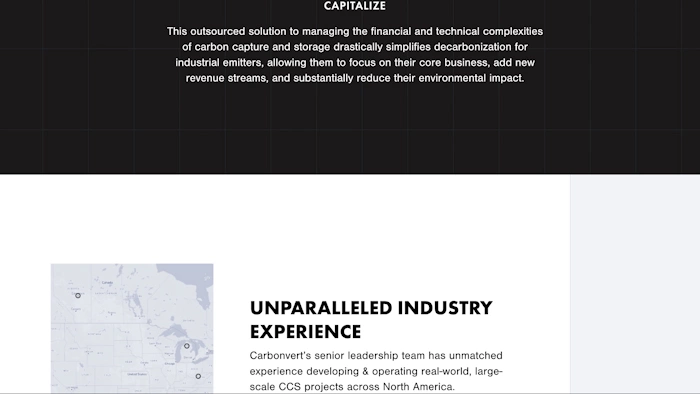 CAPITALIZE
This outsourced solution to managing the financial and technical complexities
of carbon capture and storage drastically simplifies decarbonization for
industrial emitters, allowing them to focus on their core business, add new
revenue streams, and substantially reduce their environmental impact.
UNPARALLELED INDUSTRY
EXPERIENCE
Carbonvert's senior leadership team has unmatched
experience developing & operating real-world, large-
scale CCS projects across North America.